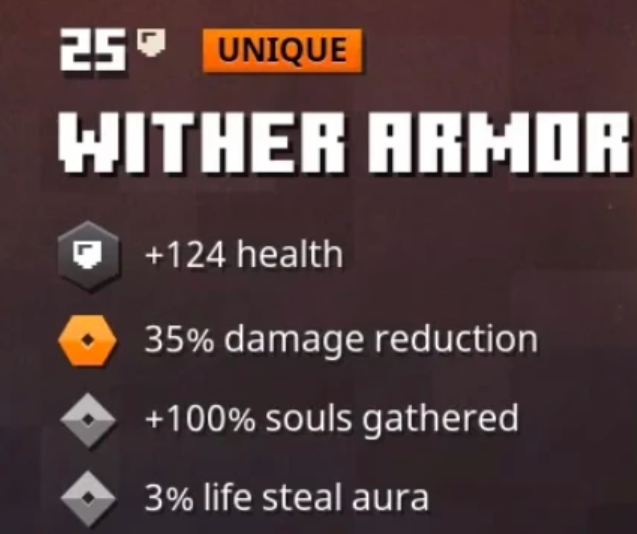 25 UNIQUE
WITHER ARMOR
+124 health
35% damage reduction
+100% souls gathered
3% life steal aura